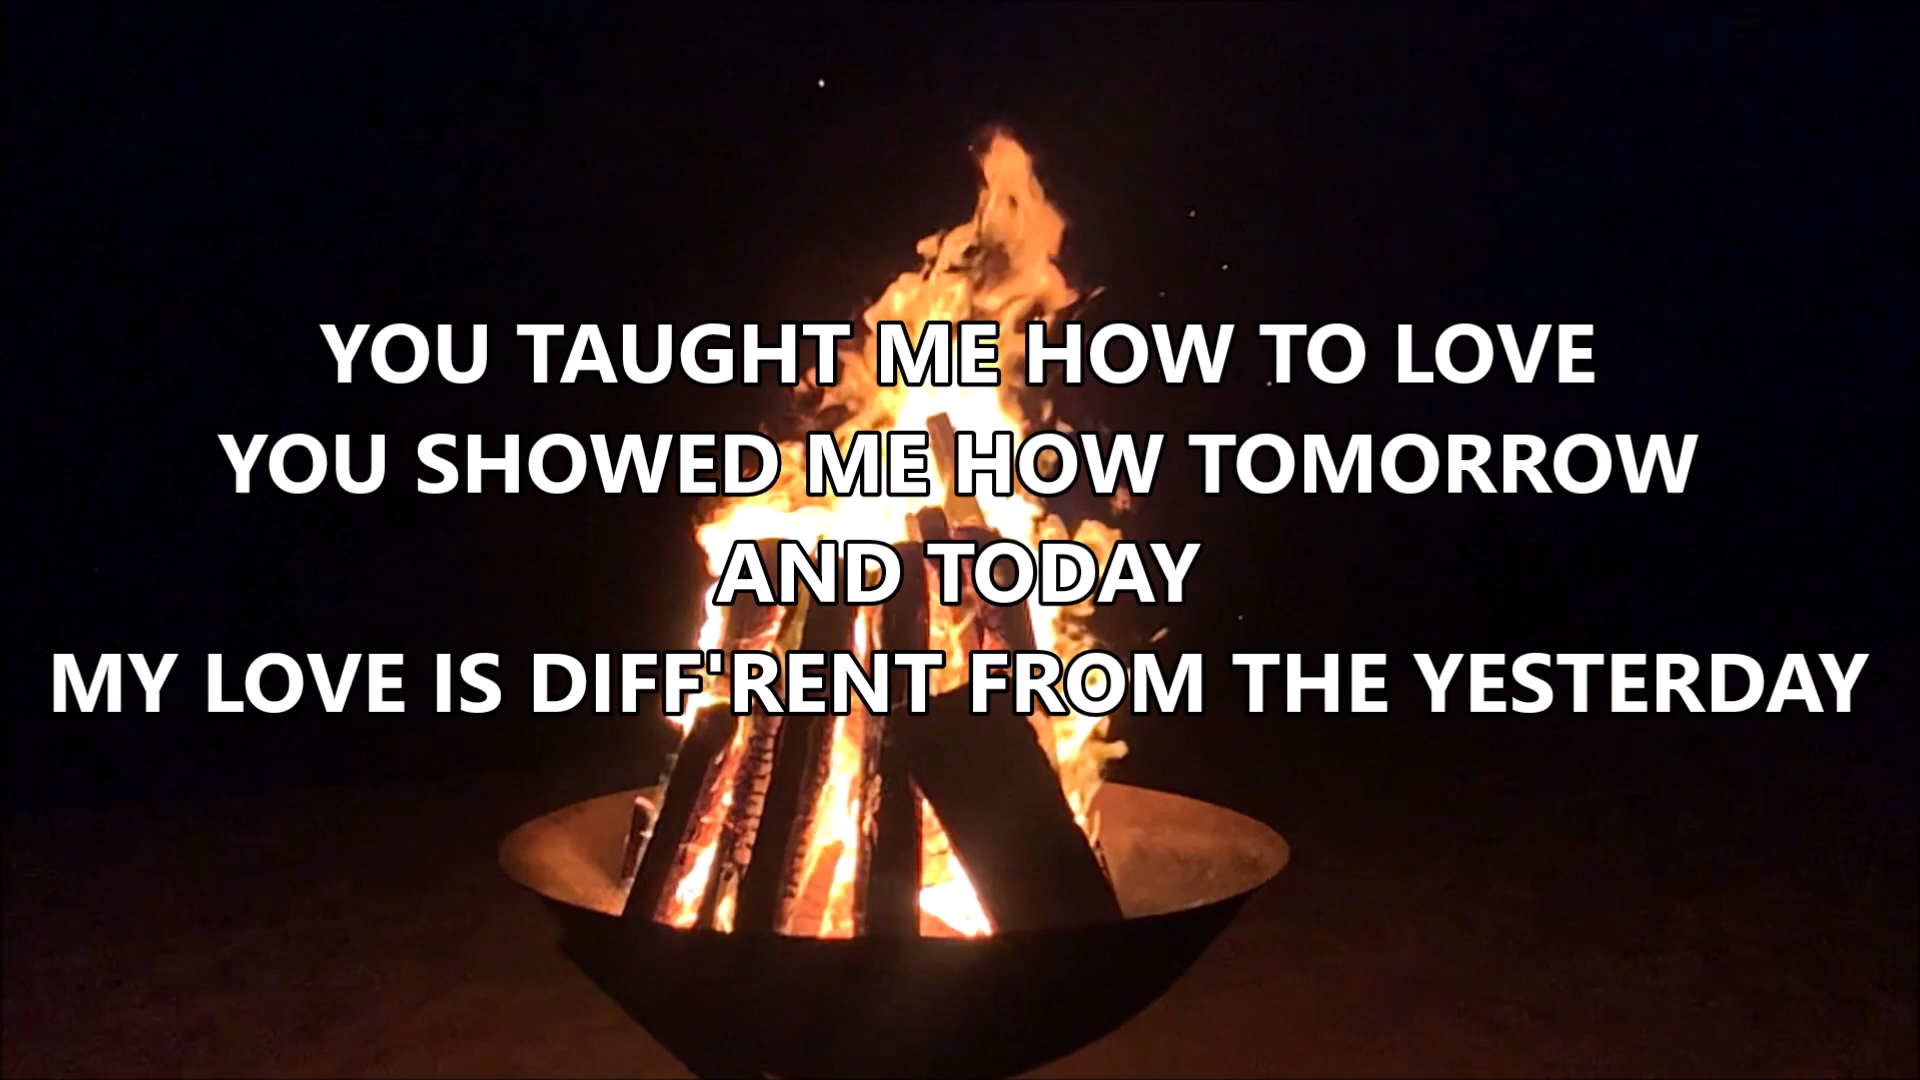 YOU TAUGHT ME HOW TO LOVE
YOU SHOWED ME HOW TOMORROW
AND TODAY
MY LOVE IS DIFF'RENT FROM THE YESTERDAY